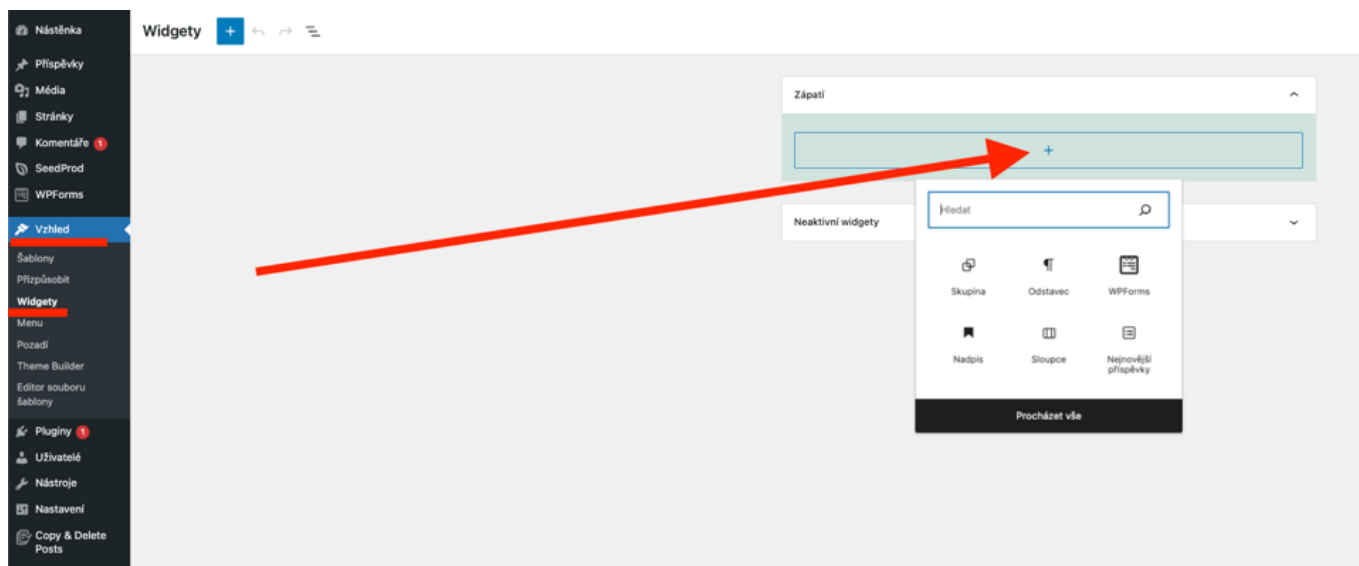 Nástěnka
Příspěvky
Média
Stránky
Komentáře 1
SeedProd
WPForms
Vzhled
Šablony
Přizpůsobit
Widgety
Menu
Pozadí
Theme Builder
Editor souboru
šablony
Pluginy 1
Uživatelé
Nástroje
Nastavení
Copy & Delete
Posts
Widgety
Zápatí
Hledat
Neaktivní widgety
Skupina
Odstavec
WPForms
Nadpis
Sloupce
Nejnovější
příspěvky
Procházet vše